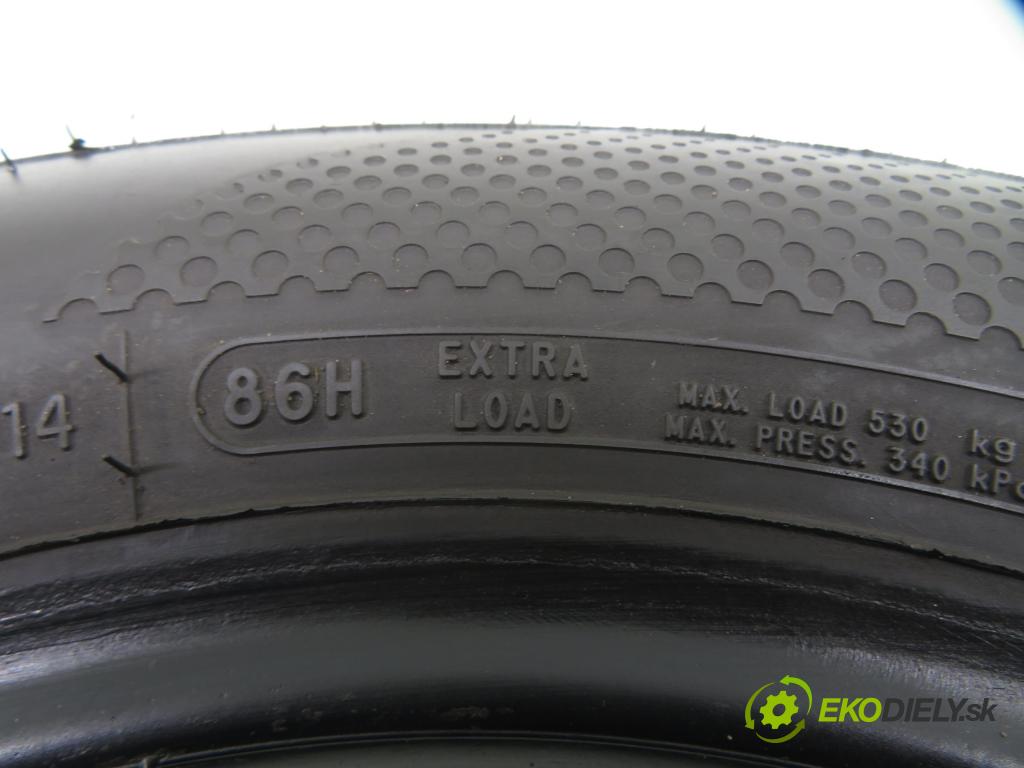 14
86H
EXTRA
LOAD
MAX. LOAD 530 kg
MAX. PRESS. 340 kPa
EKODIELY.sk